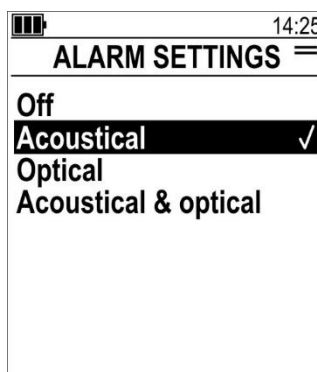 14:25
ALARM SETTINGS
Off
Acoustical ✓
Optical
Acoustical & optical